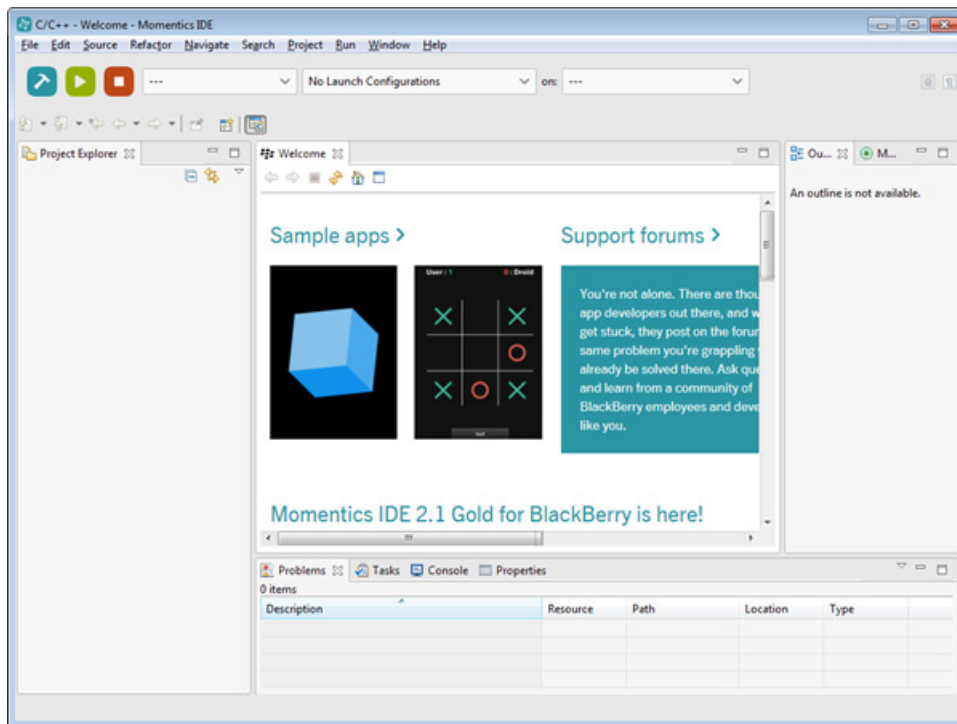 C/C++ - Welcome - Momentics IDE
File Edit Source Refactor Navigate Search Project Run Window Help
--- No Launch Configurations on: ---
Project Explorer
Welcome
Ou... M...
An outline is not available.
Sample apps > Support forums >
User : 1 0 : Droid
You're not alone. There are thou
app developers out there, and w
get stuck, they post on the forum
same problem you're grappling
already be solved there. Ask que
and learn from a community of
BlackBerry employees and deve
like you.
Momentics IDE 2.1 Gold for BlackBerry is here!
Problems Tasks Console Properties
0 items
Description Resource Path Location Type